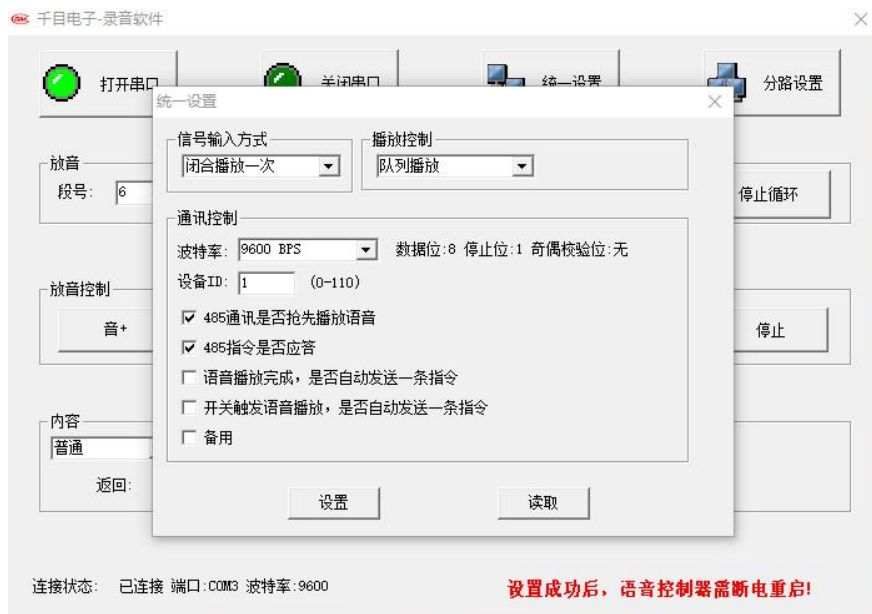 千目电子-录音软件
打开串口
关闭串口
统一设置
分路设置
统一设置
信号输入方式
播放控制
闭合播放一次
队列播放
放音
段号: 6
停止循环
通讯控制
波特率: 9600 BPS 数据位:8 停止位:1 奇偶校验位:无
设备ID: 1 (0-110)
放音控制
音+
停止
485通讯是否抢先播放语音
485指令是否应答
语音播放完成，是否自动发送一条指令
开关触发语音播放，是否自动发送一条指令
备用
内容
普通
返回:
设置
读取
连接状态: 已连接 端口:COM3 波特率:9600
设置成功后，语音控制器需断电重启!